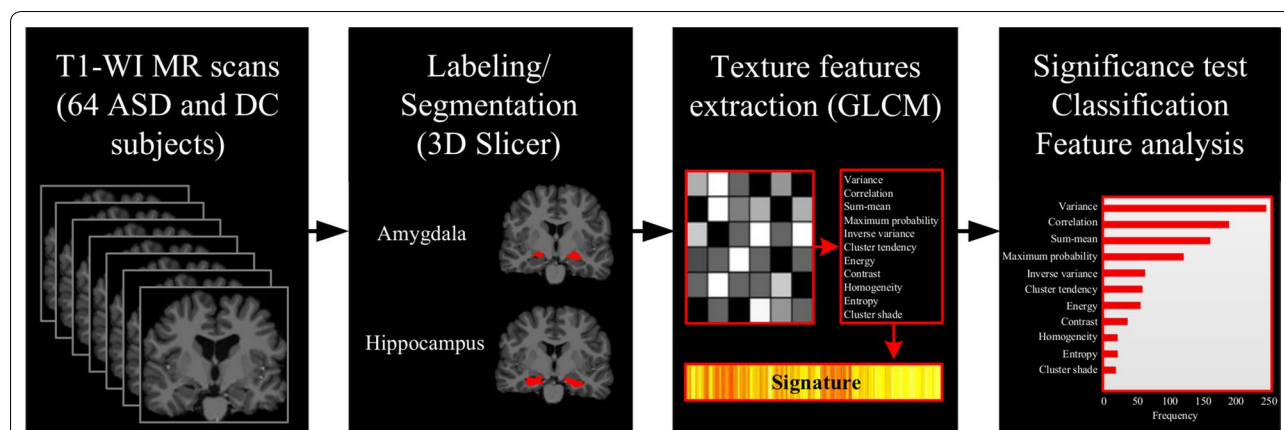 T1-WI MR scans
(64 ASD and DC
subjects)
Labeling/
Segmentation
(3D Slicer)
Amygdala
Hippocampus
Texture features
extraction (GLCM)
Variance
Correlation
Sum-mean
Maximum probability
Inverse variance
Cluster tendency
Energy
Contrast
Homogeneity
Entropy
Cluster shade
Signature
Significance test
Classification
Feature analysis
Variance
Correlation
Sum-mean
Maximum probability
Inverse variance
Cluster tendency
Energy
Contrast
Homogeneity
Entropy
Cluster shade
0 50 100 150 200 250
Frequency